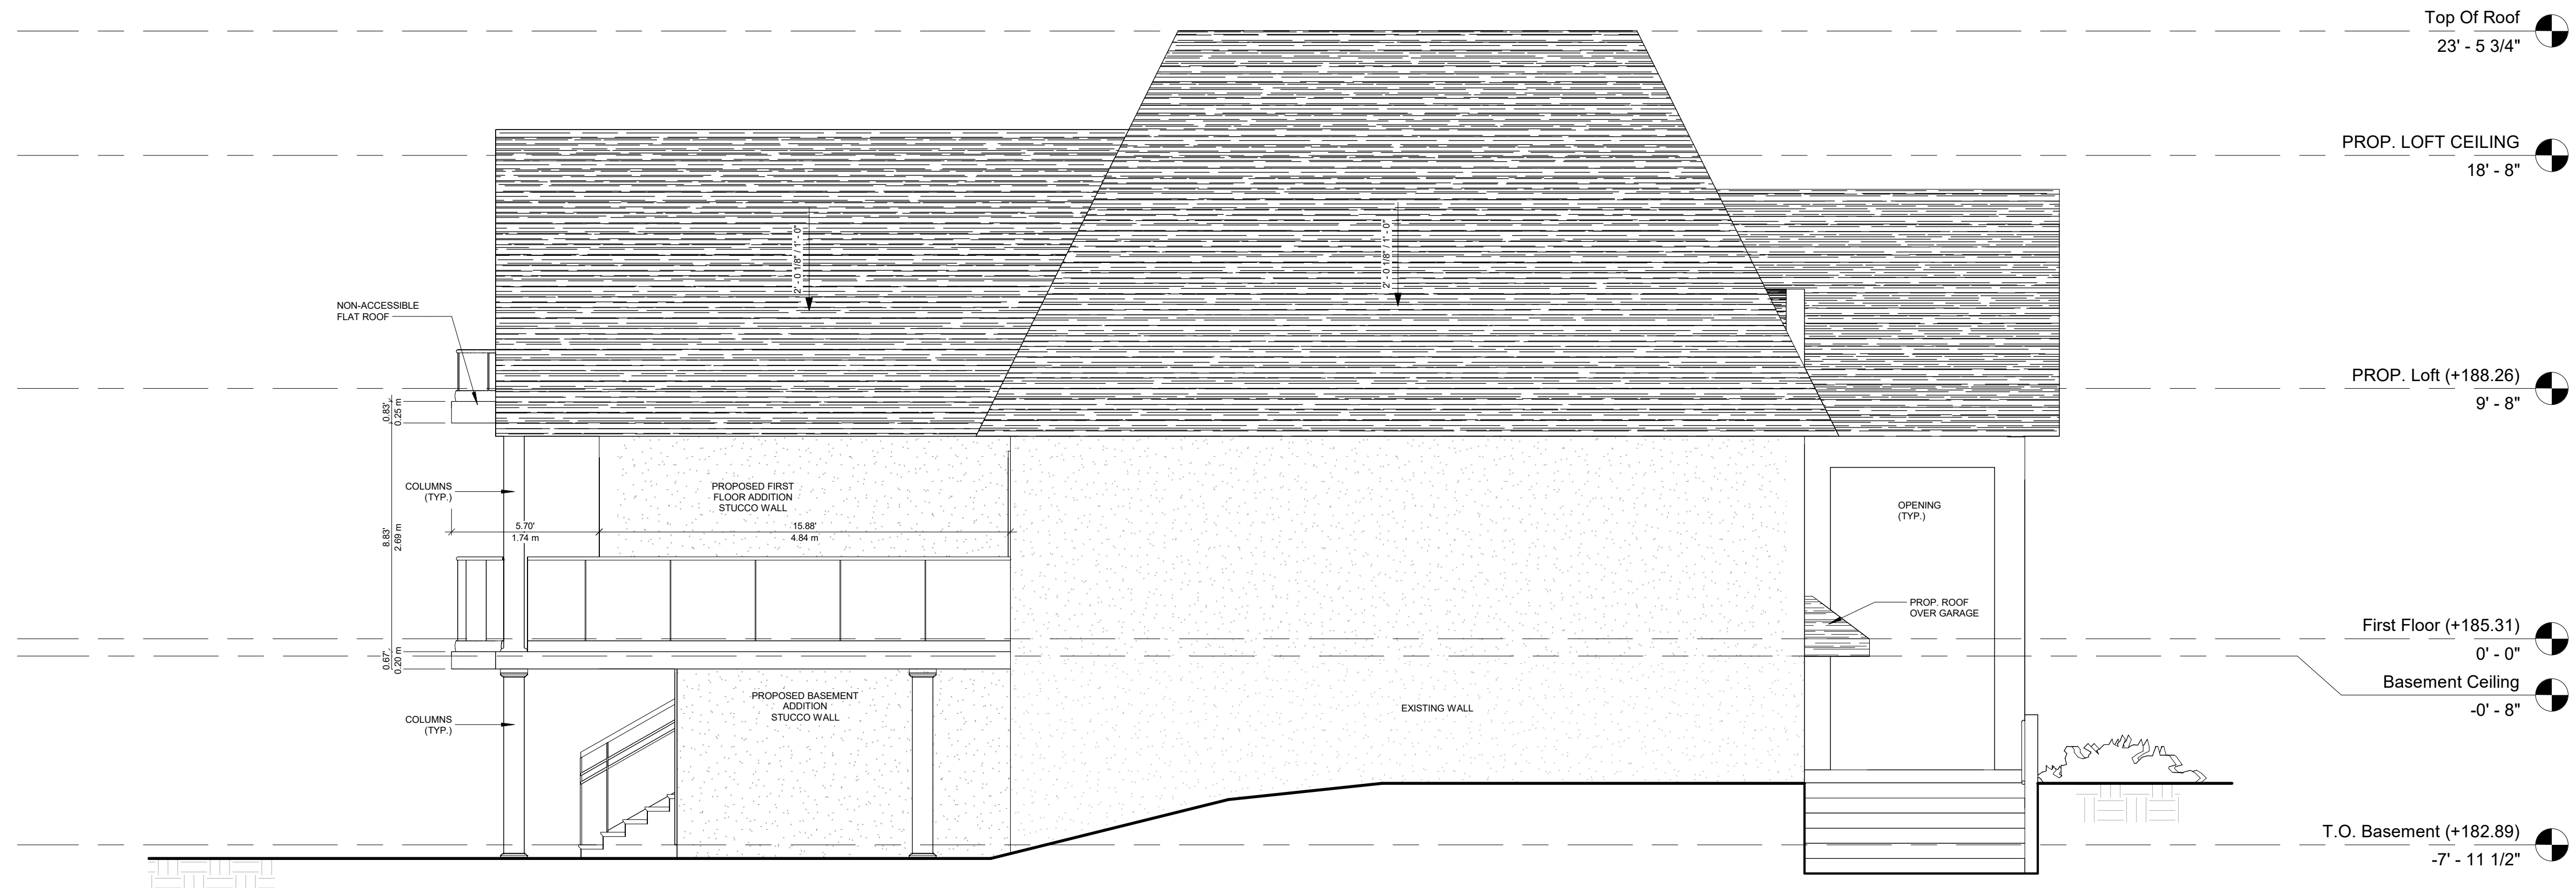 Top Of Roof
23' - 5 3/4"
PROP. LOFT CEILING
18' - 8"
2' - 0 1/8" / 1' - 0"
2' - 0 1/8" / 1' - 0"
NON-ACCESSIBLE
FLAT ROOF
PROP. Loft (+188.26)
9' - 8"
0.83'
0.25 m
COLUMNS
(TYP.)
PROPOSED FIRST
FLOOR ADDITION
STUCCO WALL
OPENING
(TYP.)
5.70'
1.74 m
15.88'
4.84 m
8.83'
2.69 m
PROP. ROOF
OVER GARAGE
First Floor (+185.31)
0' - 0"
0.67'
0.20 m
Basement Ceiling
-0' - 8"
PROPOSED BASEMENT
ADDITION
STUCCO WALL
EXISTING WALL
COLUMNS
(TYP.)
T.O. Basement (+182.89)
-7' - 11 1/2"